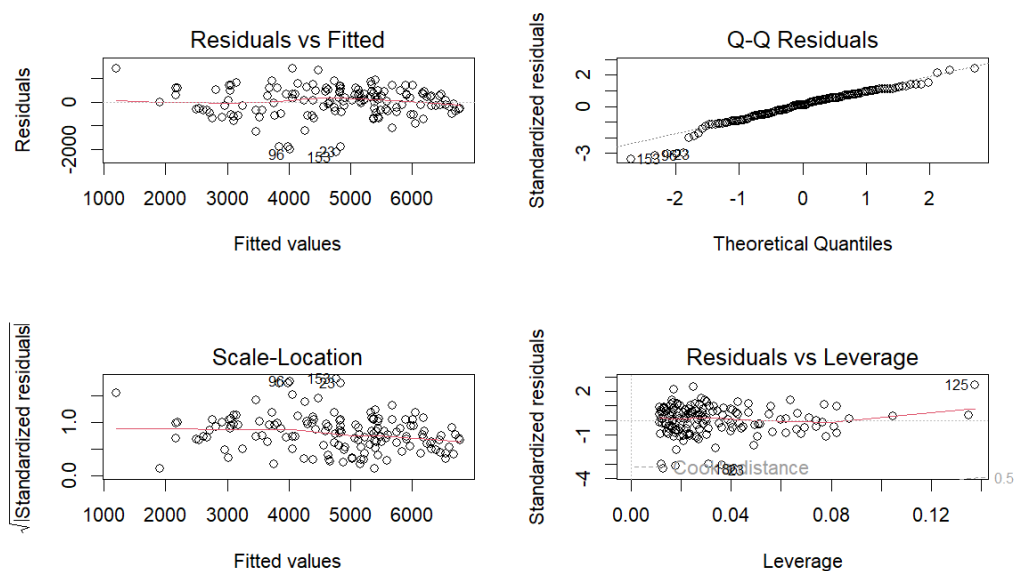 Residuals vs Fitted
Residuals
0
-2000
96
23
153
1000 2000 3000 4000 5000 6000
Fitted values
Q-Q Residuals
Standardized residuals
2
0
-3
153
96
23
-2 -1 0 1 2
Theoretical Quantiles
Scale-Location
√|Standardized residuals|
1.0
0.0
96
153
23
1000 2000 3000 4000 5000 6000
Fitted values
Residuals vs Leverage
Standardized residuals
2
-1
-4
125
23
Cook's distance
0.5
0.00 0.04 0.08 0.12
Leverage